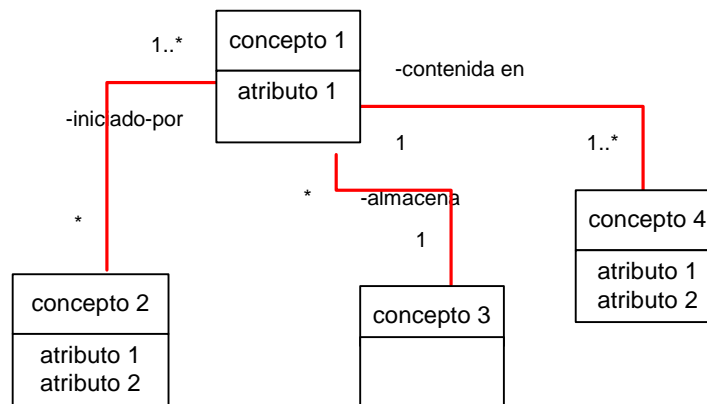 concepto 1
1..*
-contenida en
atributo 1
-iniciado-por
1
1..*
*
-almacena
*
concepto 4
1
atributo 1
atributo 2
concepto 2
concepto 3
atributo 1
atributo 2